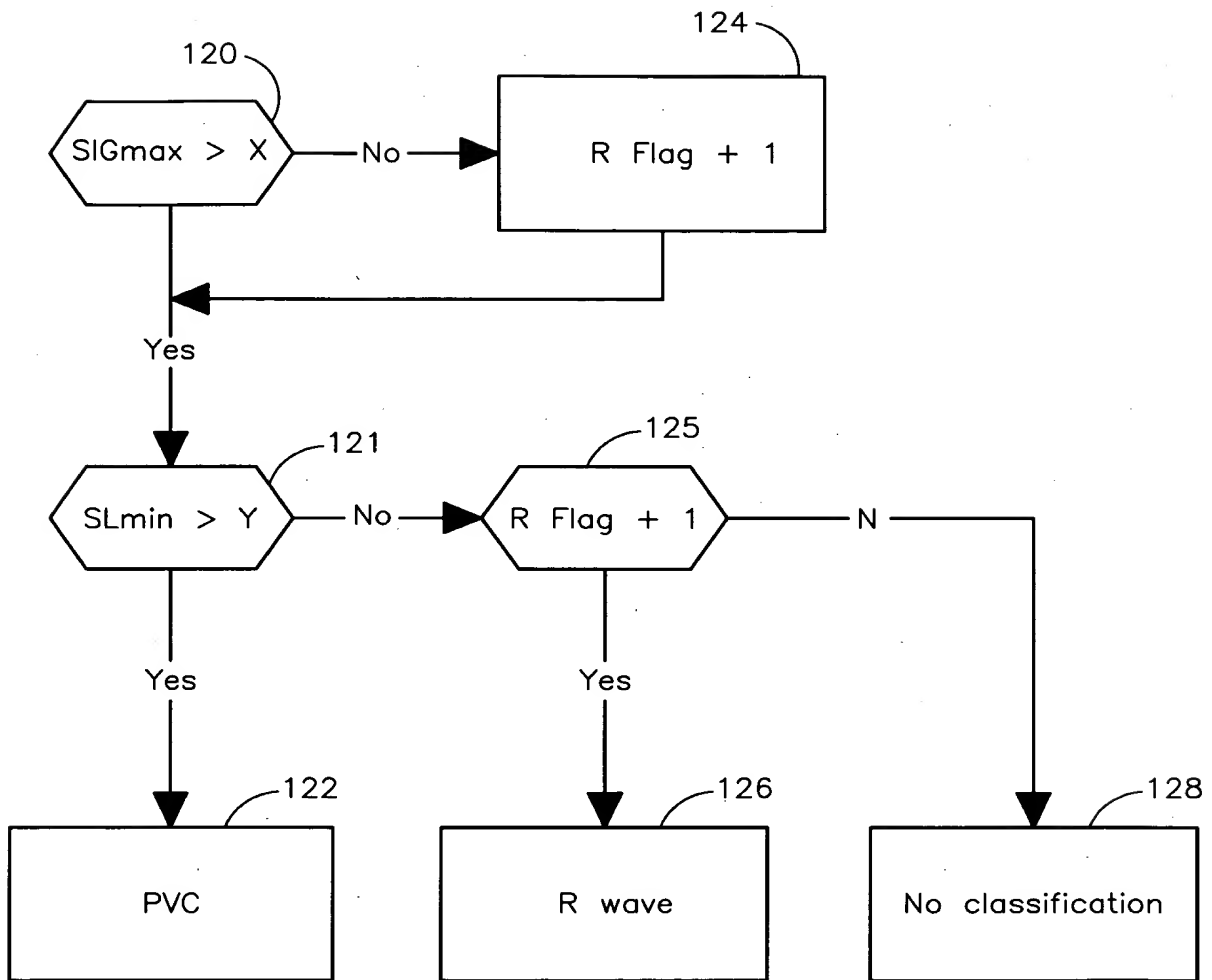 120
124
SIGmax > X
No
R Flag + 1
Yes
121
125
SLmin > Y
No
R Flag + 1
N
Yes
Yes
122
126
128
PVC
R wave
No classification